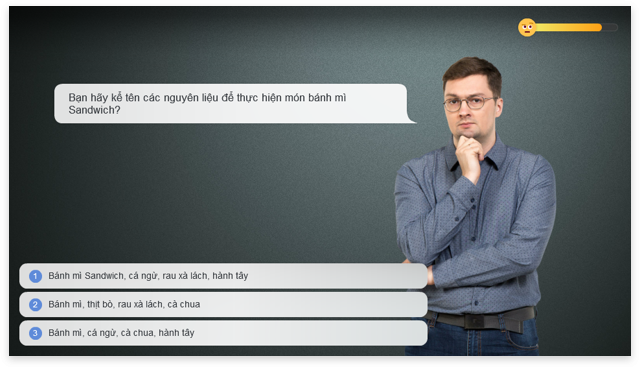 Bạn hãy kể tên các nguyên liệu để thực hiện món bánh mì
Sandwich?
1 Bánh mì Sandwich, cá ngừ, rau xà lách, hành tây
2 Bánh mì, thịt bò, rau xà lách, cà chua
3 Bánh mì, cá ngừ, cà chua, hành tây